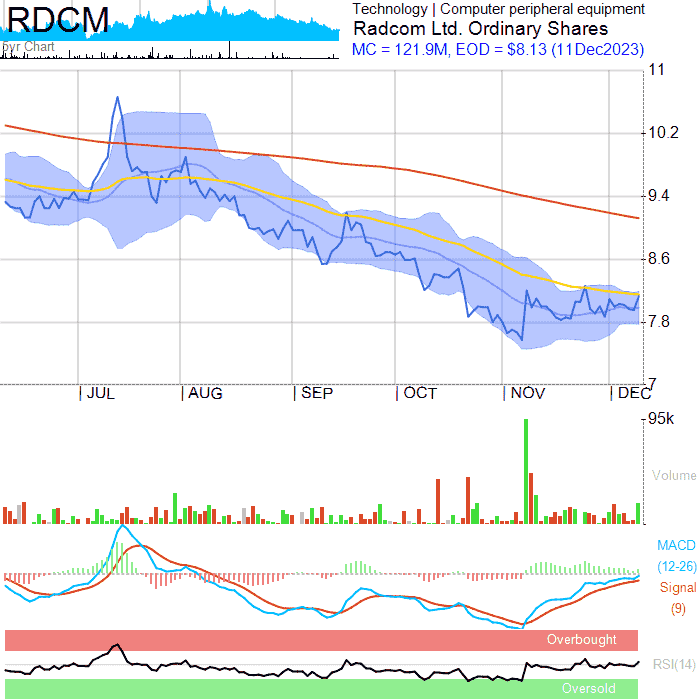 RDCM
5yr Chart
Technology | Computer peripheral equipment
Radcom Ltd. Ordinary Shares
MC = 121.9M, EOD = $8.13 (11Dec2023)
11
10.2
9.4
8.6
7.8
7
JUL
AUG
SEP
OCT
NOV
DEC
95k
Volume
MACD
(12-26)
Signal
(9)
Overbought
RSI(14)
Oversold